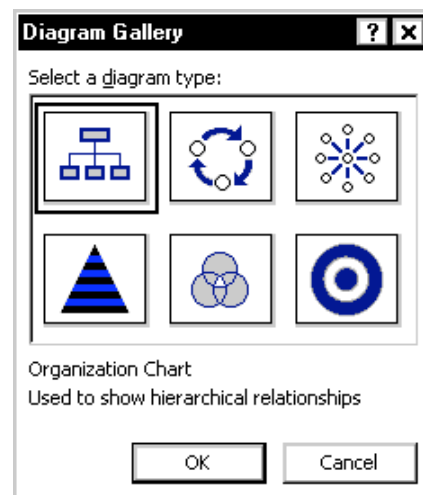 Diagram Gallery ? X
Select a diagram type:
Organization Chart
Used to show hierarchical relationships
OK Cancel